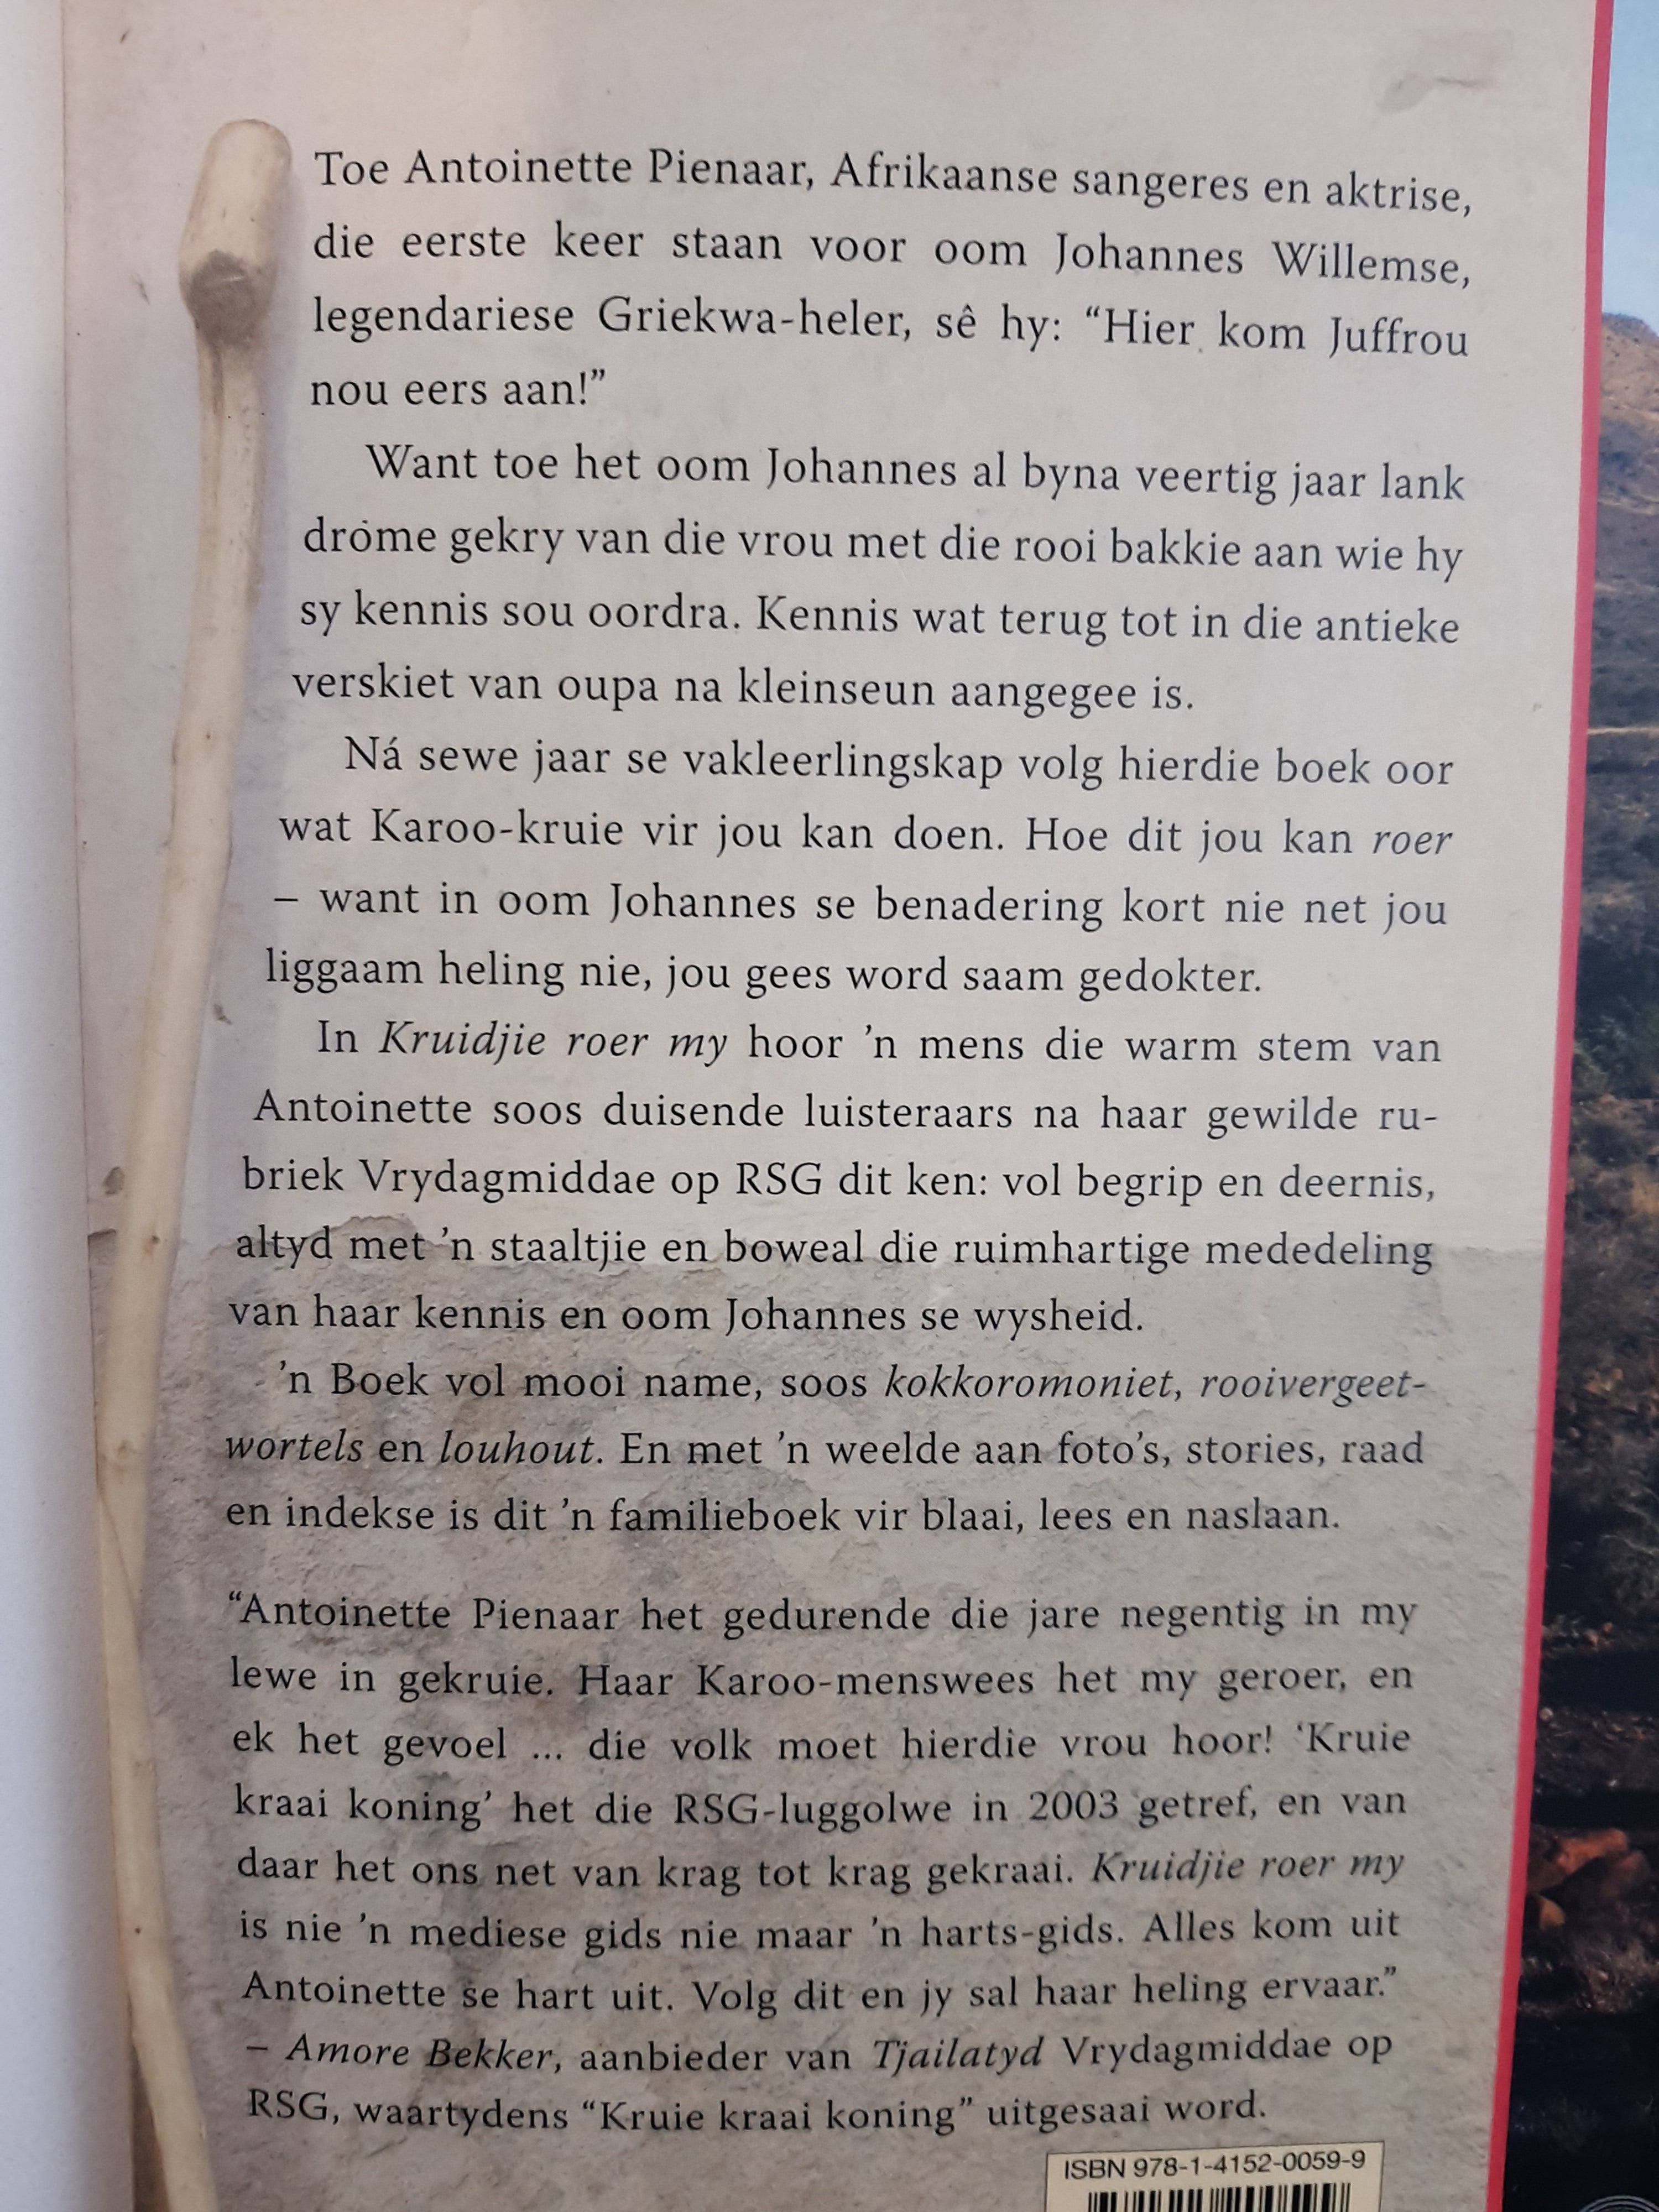 Toe Antoinette Pienaar, Afrikaanse sangeres en aktrise,
die eerste keer staan voor oom Johannes Willemse,
legendariese Griekwa-heler, sê hy: “Hier kom Juffrou
nou eers aan!”
Want toe het oom Johannes al byna veertig jaar lank
drome gekry van die vrou met die rooi bakkie aan wie hy
sy kennis sou oordra. Kennis wat terug tot in die antieke
verskiet van oupa na kleinseun aangegee is.
Ná sewe jaar se vakleerlingskap volg hierdie boek oor
wat Karoo-kruie vir jou kan doen. Hoe dit jou kan roer
– want in oom Johannes se benadering kort nie net jou
liggaam heling nie, jou gees word saam gedokter.
In Kruidjie roer my hoor ’n mens die warm stem van
Antoinette soos duisende luisteraars na haar gewilde ru-
briek Vrydagmiddae op RSG dit ken: vol begrip en deernis,
altyd met ’n staaltjie en boweal die ruimhartige mededeling
van haar kennis en oom Johannes se wysheid.
’n Boek vol mooi name, soos kokkoromoniet, rooivergeet-
wortels en louhout. En met ’n weelde aan foto’s, stories, raad
en indekse is dit ’n familieboek vir blaai, lees en naslaan.
“Antoinette Pienaar het gedurende die jare negentig in my
lewe in gekruie. Haar Karoo-menswees het my geroer, en
ek het gevoel ... die volk moet hierdie vrou hoor! ‘Kruie
kraai koning’ het die RSG-luggolwe in 2003 getref, en van
daar het ons net van krag tot krag gekraai. Kruidjie roer my
is nie ’n mediese gids nie maar ’n harts-gids. Alles kom uit
Antoinette se hart uit. Volg dit en jy sal haar heling ervaar.”
– Amore Bekker, aanbieder van Tjailatyd Vrydagmiddae op
RSG, waartydens “Kruie kraai koning” uitgesaai word.
ISBN 978-1-4152-0059-9